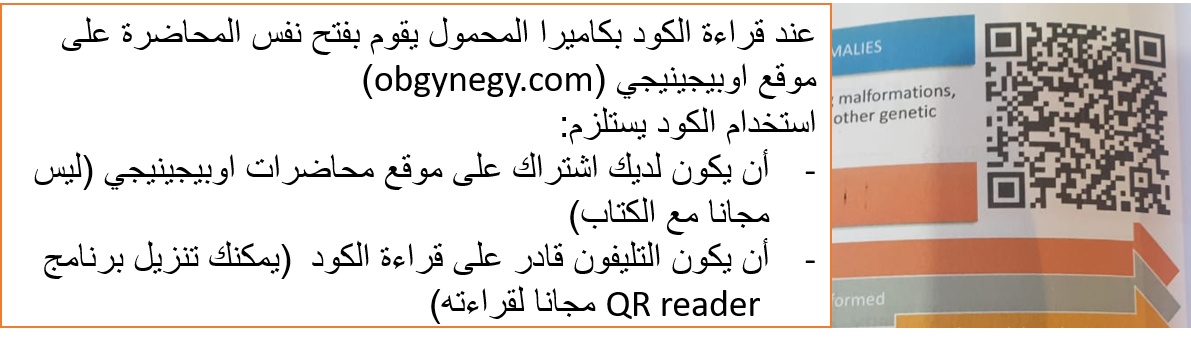 عند قراءة الكود بكاميرا المحمول يقوم بفتح نفس المحاضرة على
موقع اوبيجينيجي (obgynegy.com)
استخدام الكود يستلزم:
- أن يكون لديك اشتراك على موقع محاضرات اوبيجينيجي (ليس
مجانا مع الكتاب)
- أن يكون التليفون قادر على قراءة الكود (يمكنك تنزيل برنامج
QR reader مجانا لقراءته)
MALIES
malformations,
other genetic
formed